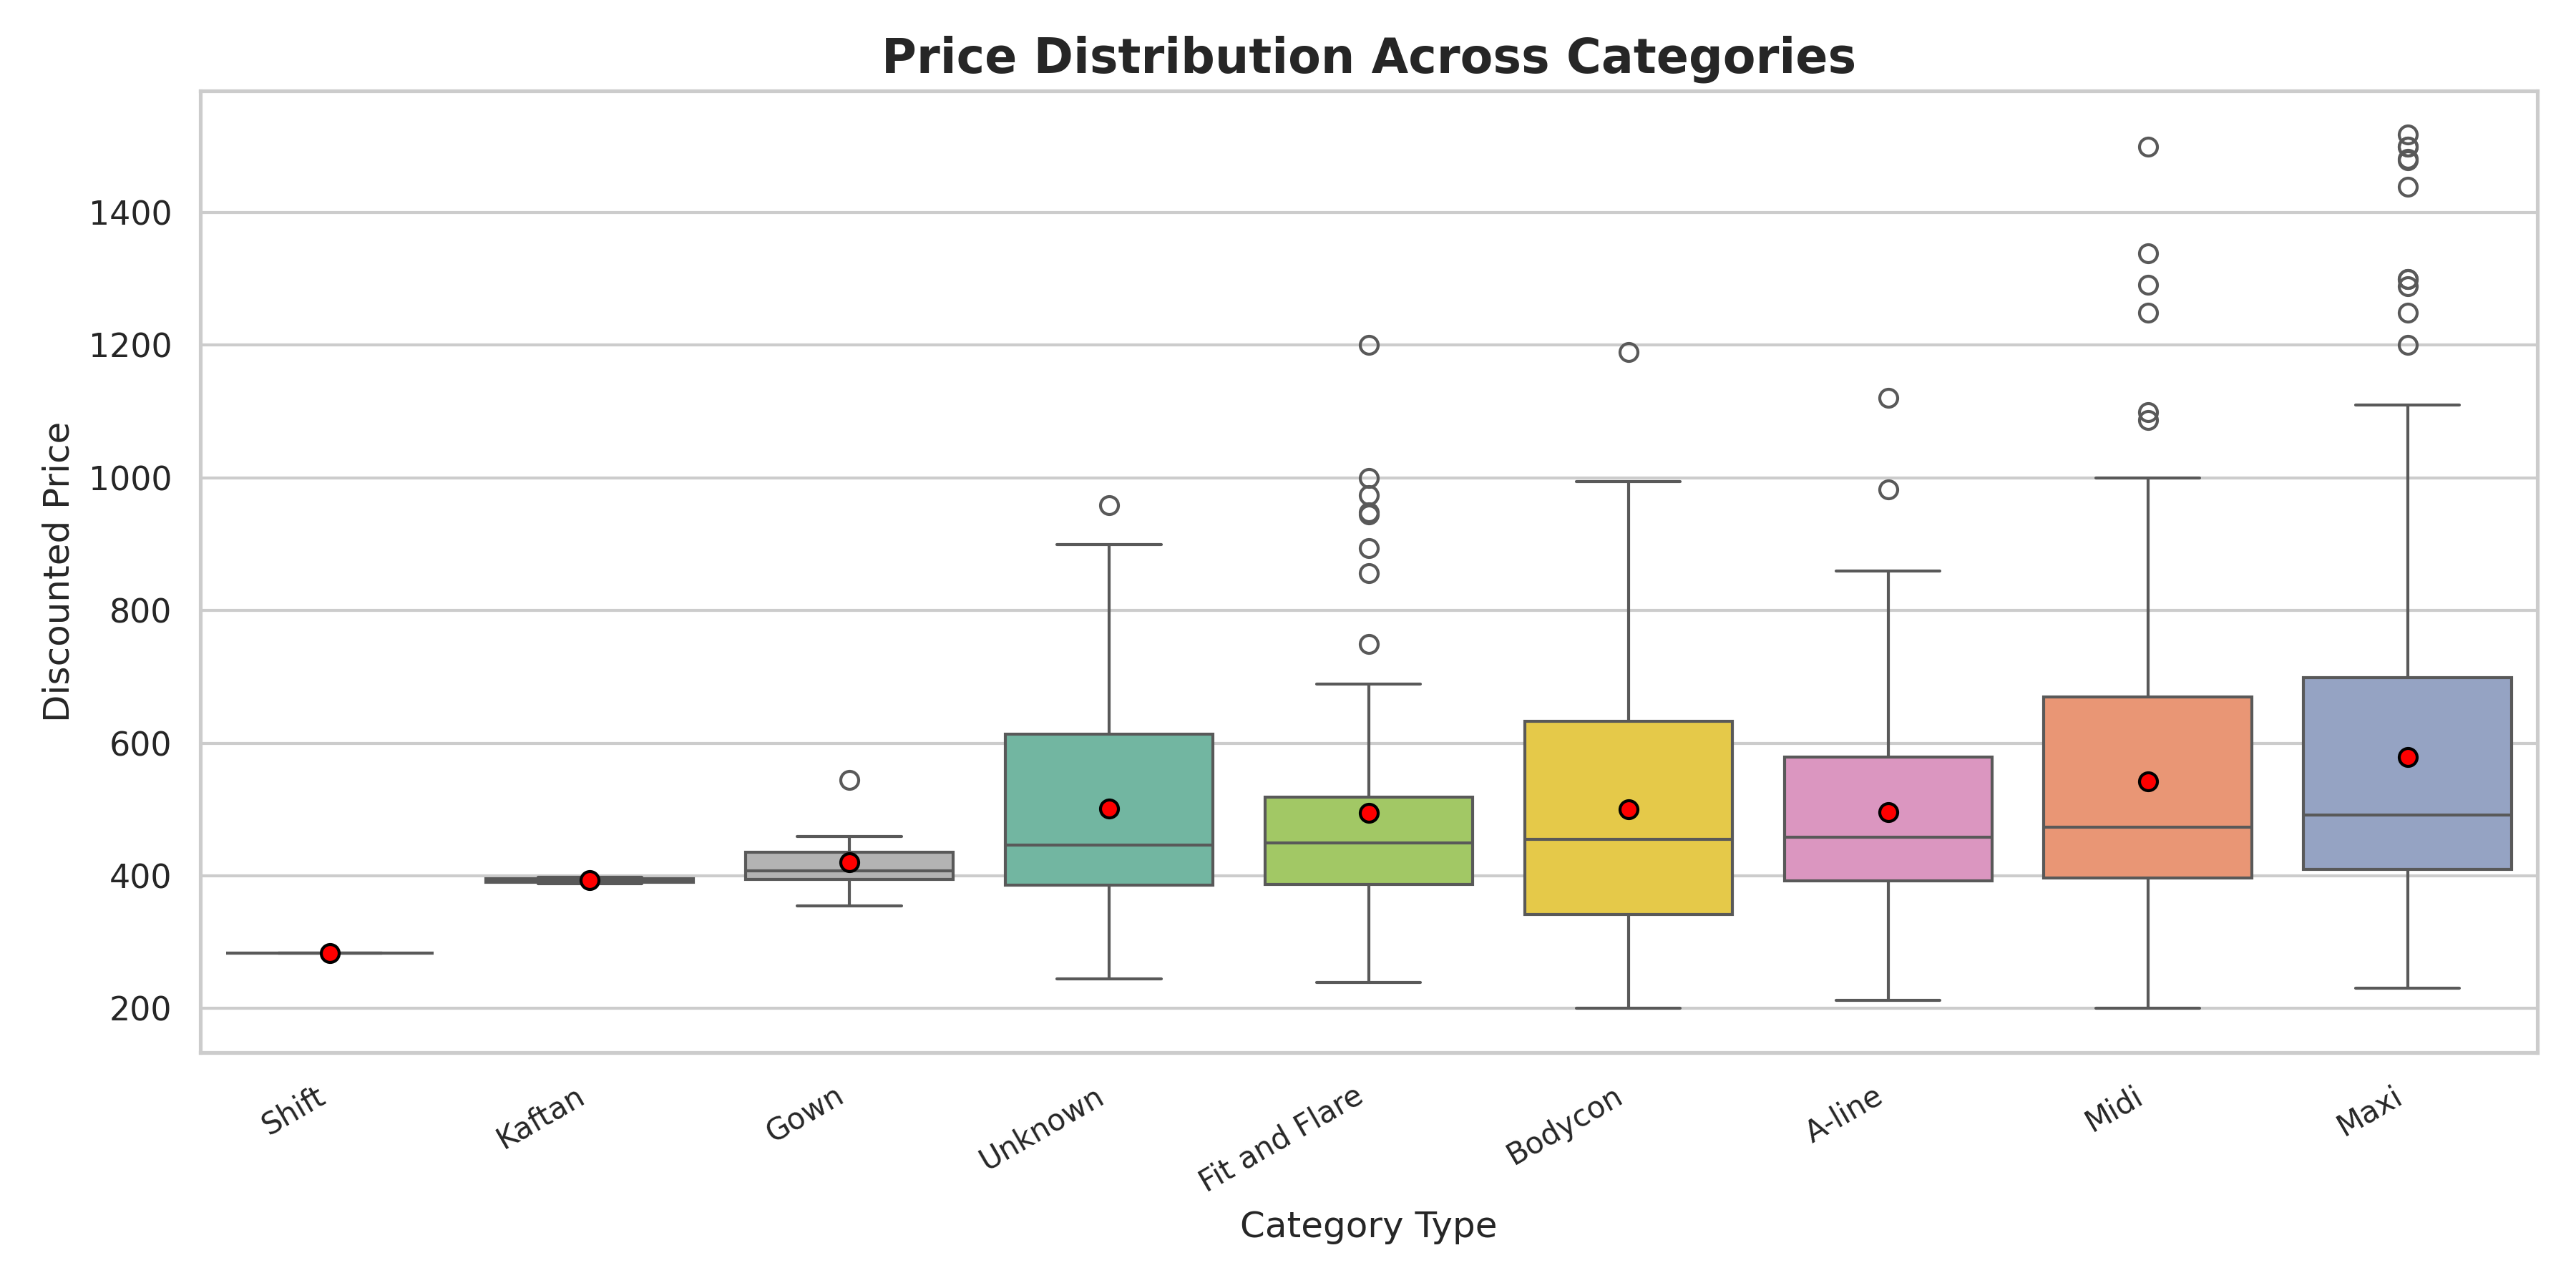 Price Distribution Across Categories
Discounted Price
1400
1200
1000
800
600
400
200
Shift
Kaftan
Gown
Unknown
Fit and Flare
Bodycon
A-line
Midi
Maxi
Category Type